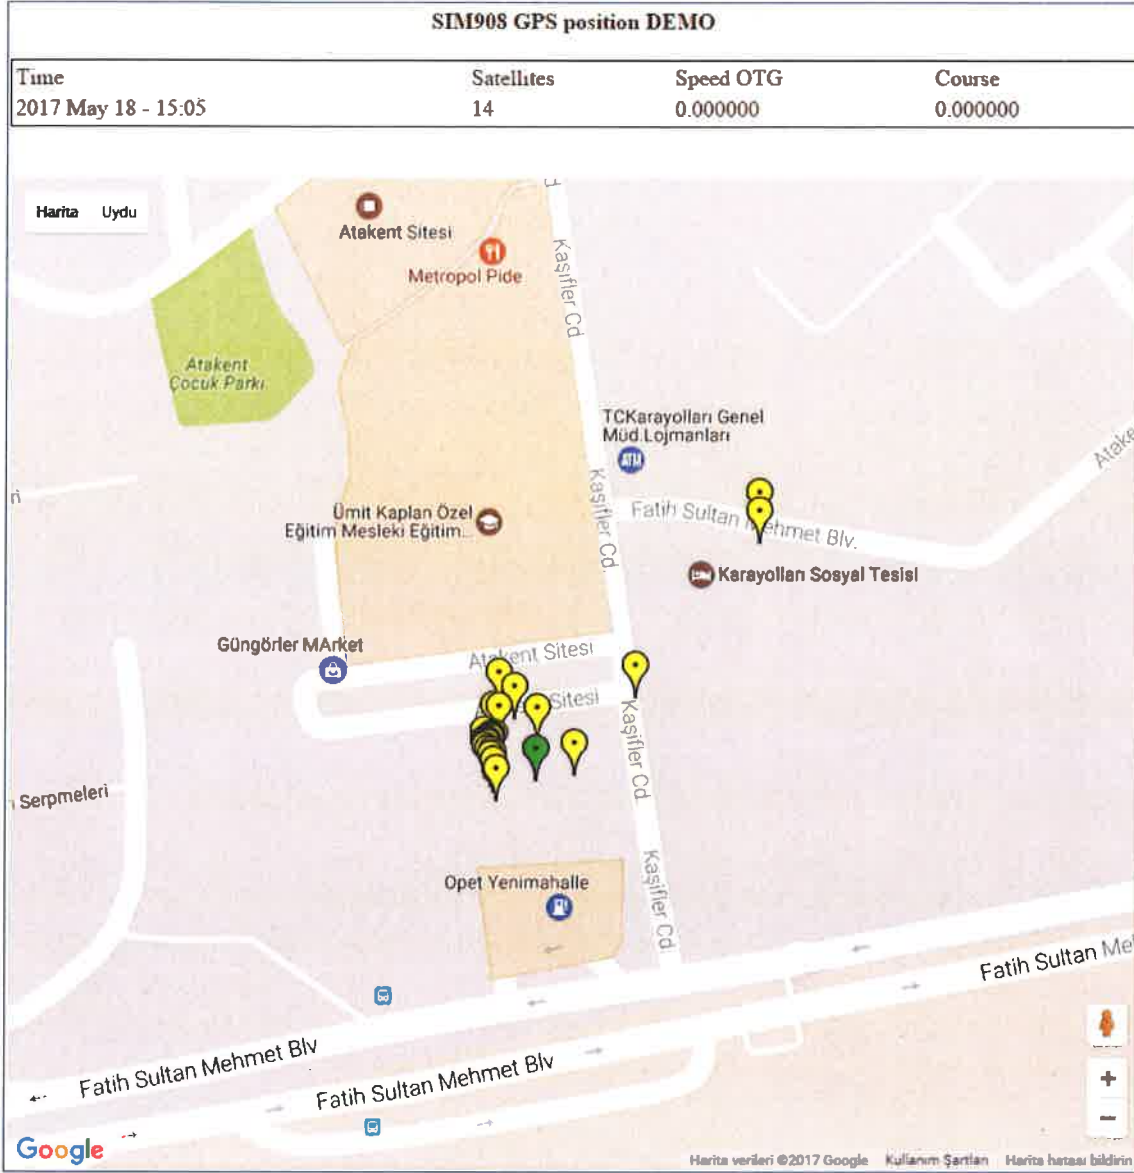 SIM908 GPS position DEMO
Time Satellites Speed OTG Course
2017 May 18 - 15:05 14 0.000000 0.000000
Harita Uydu
Atakent Sitesi
Metropol Pide
Kaşifler Cd
Atakent
Çocuk Parkı
TCKarayolları Genel
Müd.Lojmanları
ATM
Kaşifler Cd.
Atake
Ümit Kaplan Özel
Eğitim Mesleki Eğitim...
Fatih Sultan Mehmet Blv.
Karayolları Sosyal Tesisi
Güngörler MArket
Atakent Sitesi
Sitesi
Kaşifler Cd.
Serpmeleri
Opet Yenimahalle
Kaşifler Cd.
Fatih Sultan Me
Fatih Sultan Mehmet Blv
Fatih Sultan Mehmet Blv
Google
Harita verileri ©2017 Google Kullanım Şartları Harita hatası bildirin